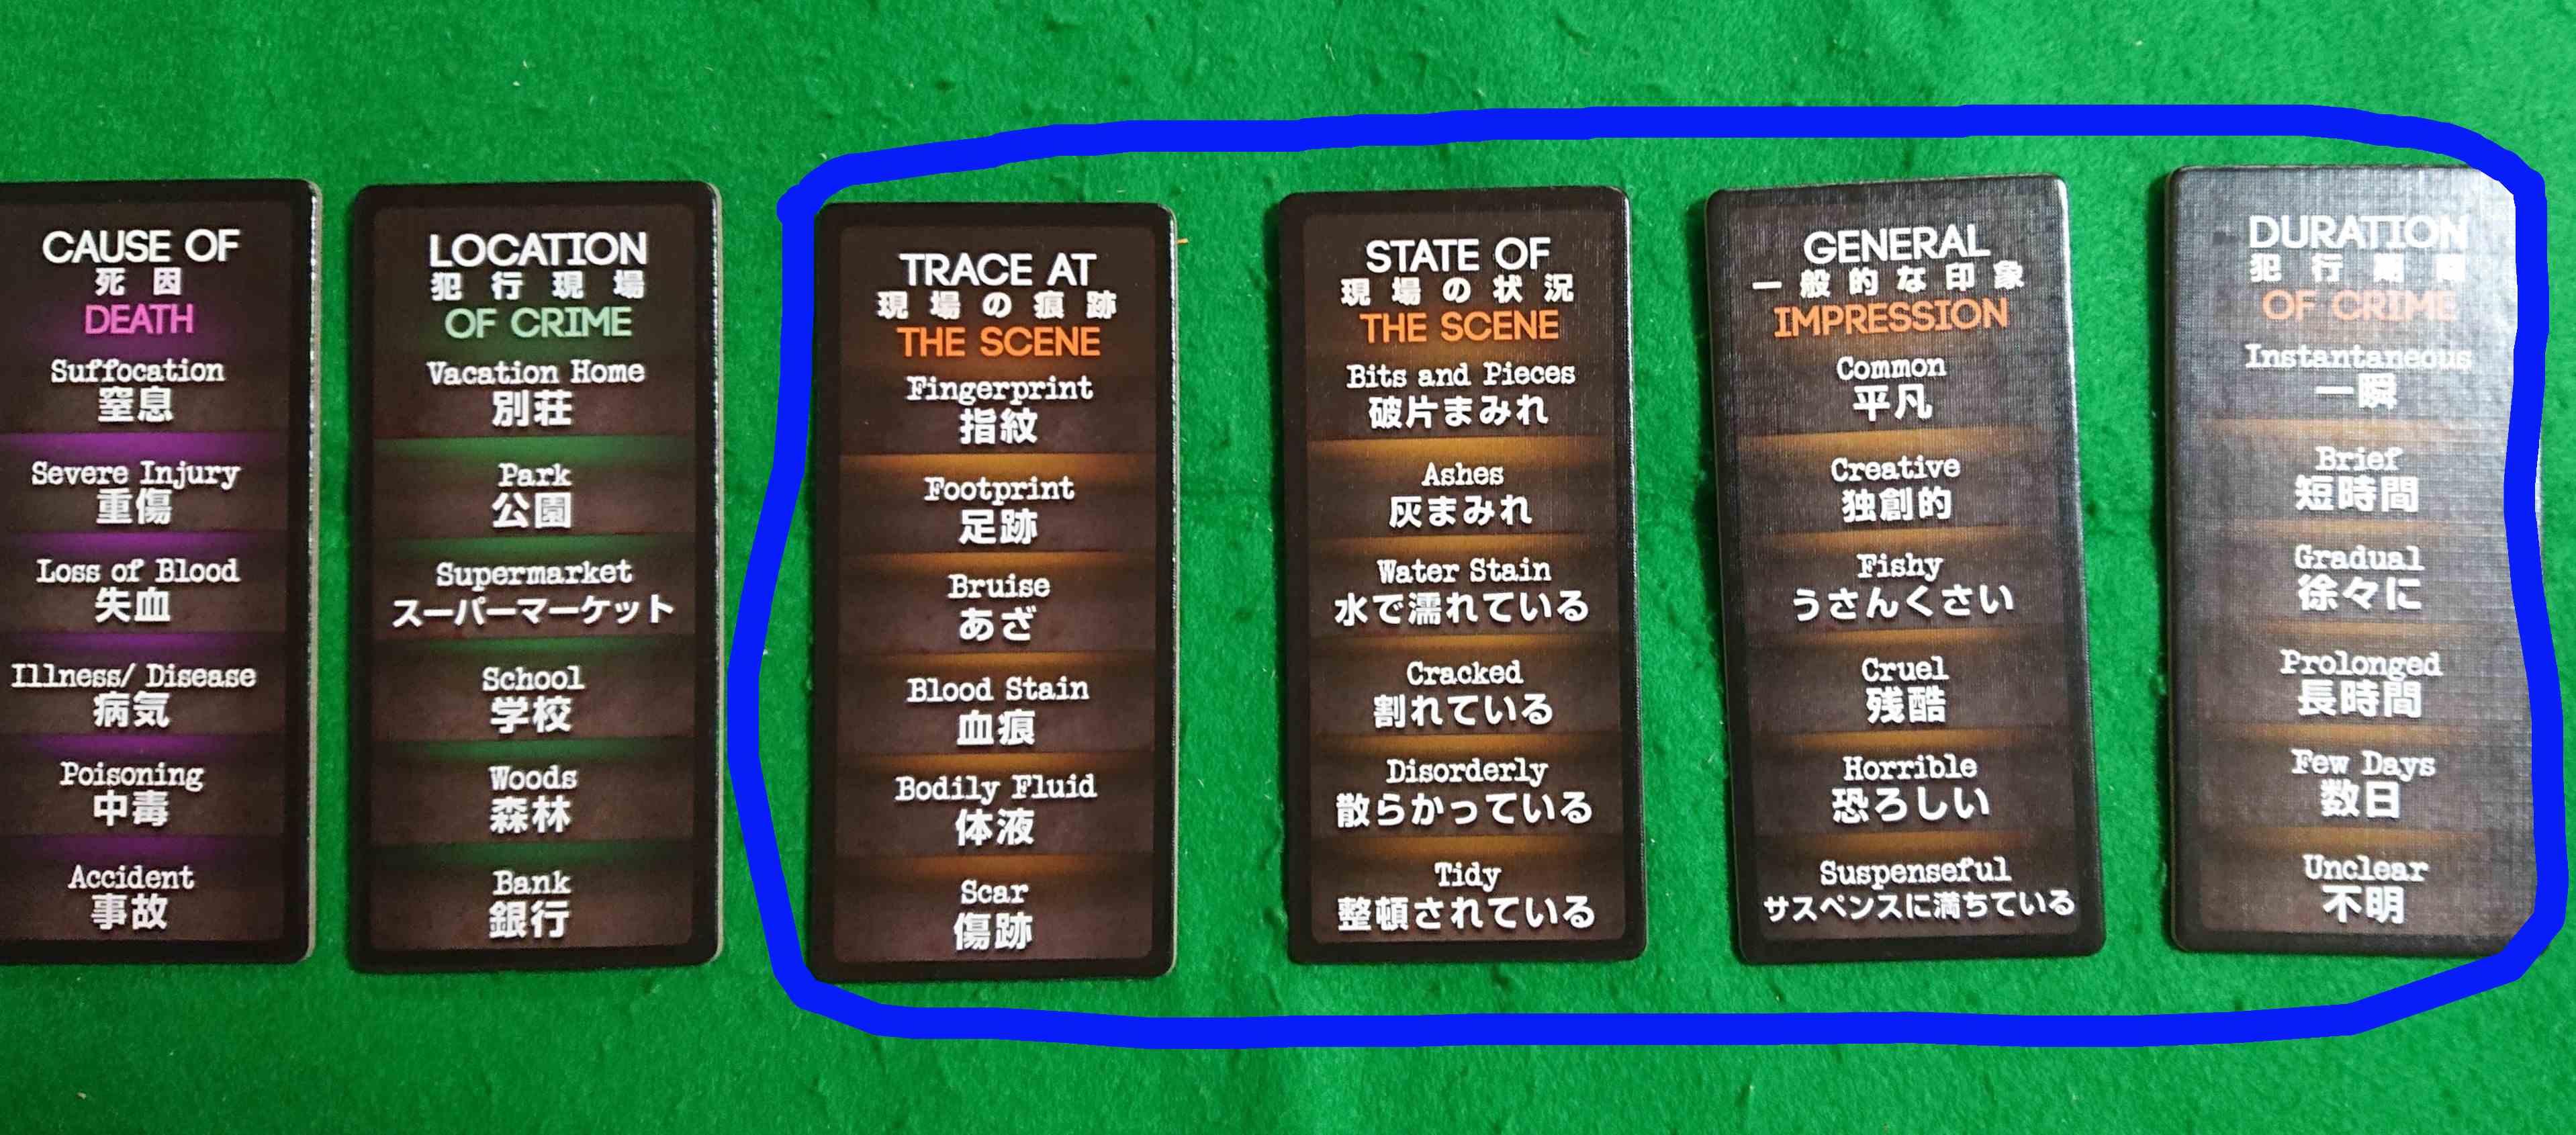 CAUSE OF
死因
DEATH
Suffocation
窒息
Severe Injury
重傷
Loss of Blood
失血
Illness/ Disease
病気
Poisoning
中毒
Accident
事故
LOCATION
犯行現場
OF CRIME
Vacation Home
別荘
Park
公園
Supermarket
スーパーマーケット
School
学校
Woods
森林
Bank
銀行
TRACE AT
現場の痕跡
THE SCENE
Fingerprint
指紋
Footprint
足跡
Bruise
あざ
Blood Stain
血痕
Bodily Fluid
体液
Scar
傷跡
STATE OF
現場の状況
THE SCENE
Bits and Pieces
破片まみれ
Ashes
灰まみれ
Water Stain
水で濡れている
Cracked
割れている
Disorderly
散らかっている
Tidy
整頓されている
GENERAL
一般的な印象
IMPRESSION
Common
平凡
Creative
独創的
Fishy
うさんくさい
Cruel
残酷
Horrible
恐ろしい
Suspenseful
サスペンスに満ちている
DURATION
犯行期間
OF CRIME
Instantaneous
一瞬
Brief
短時間
Gradual
徐々に
Prolonged
長時間
Few Days
数日
Unclear
不明